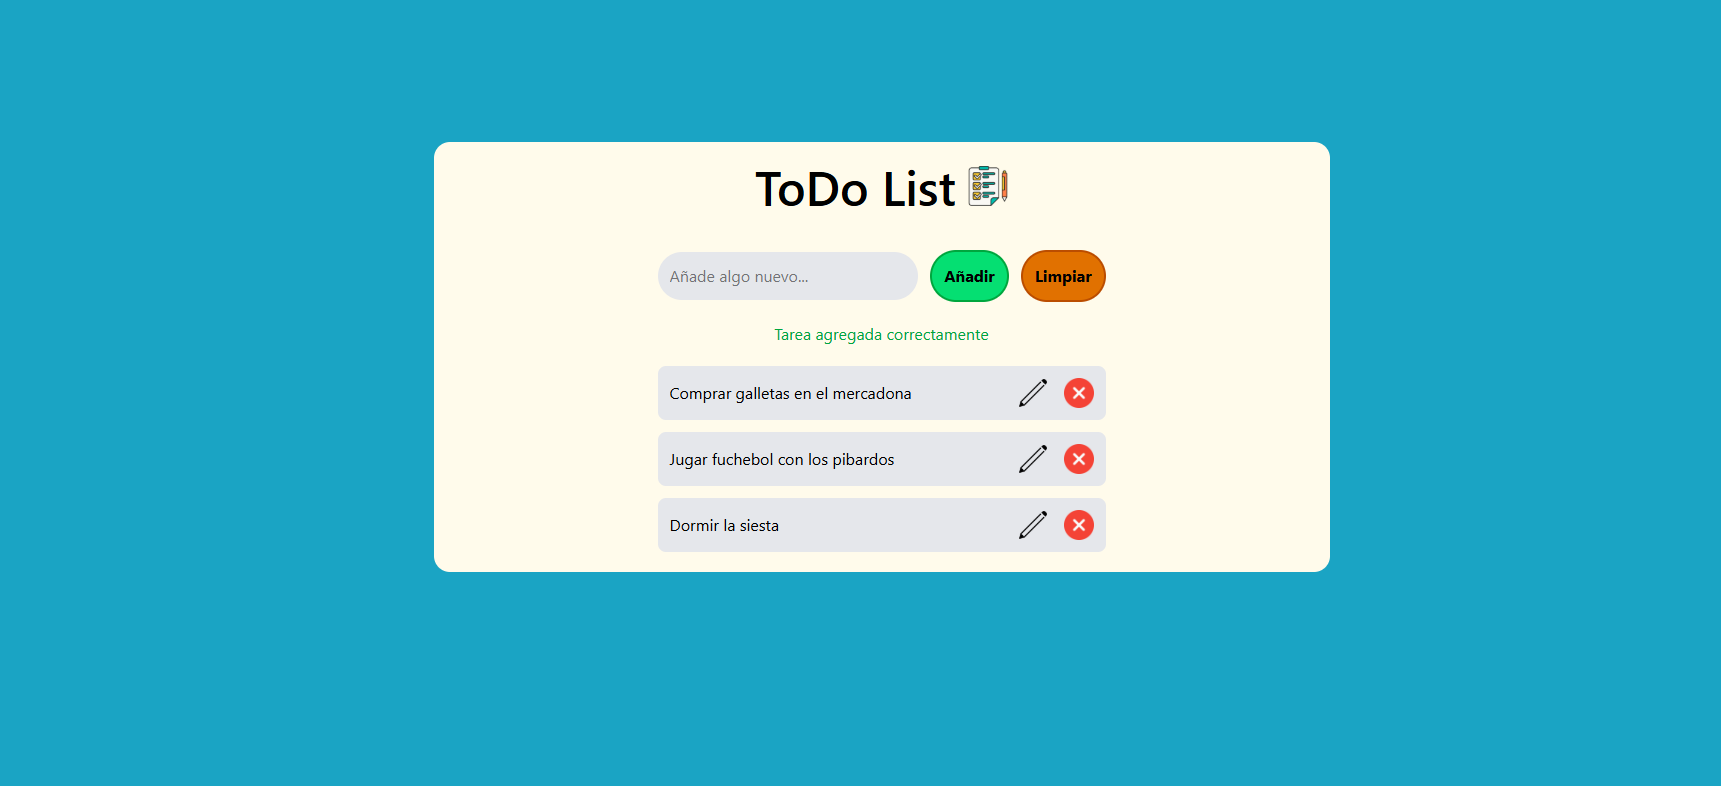 ToDo List
Añade algo nuevo...
Añadir
Limpiar
Tarea agregada correctamente
Comprar galletas en el mercadona
Jugar fuchebol con los pibardos
Dormir la siesta